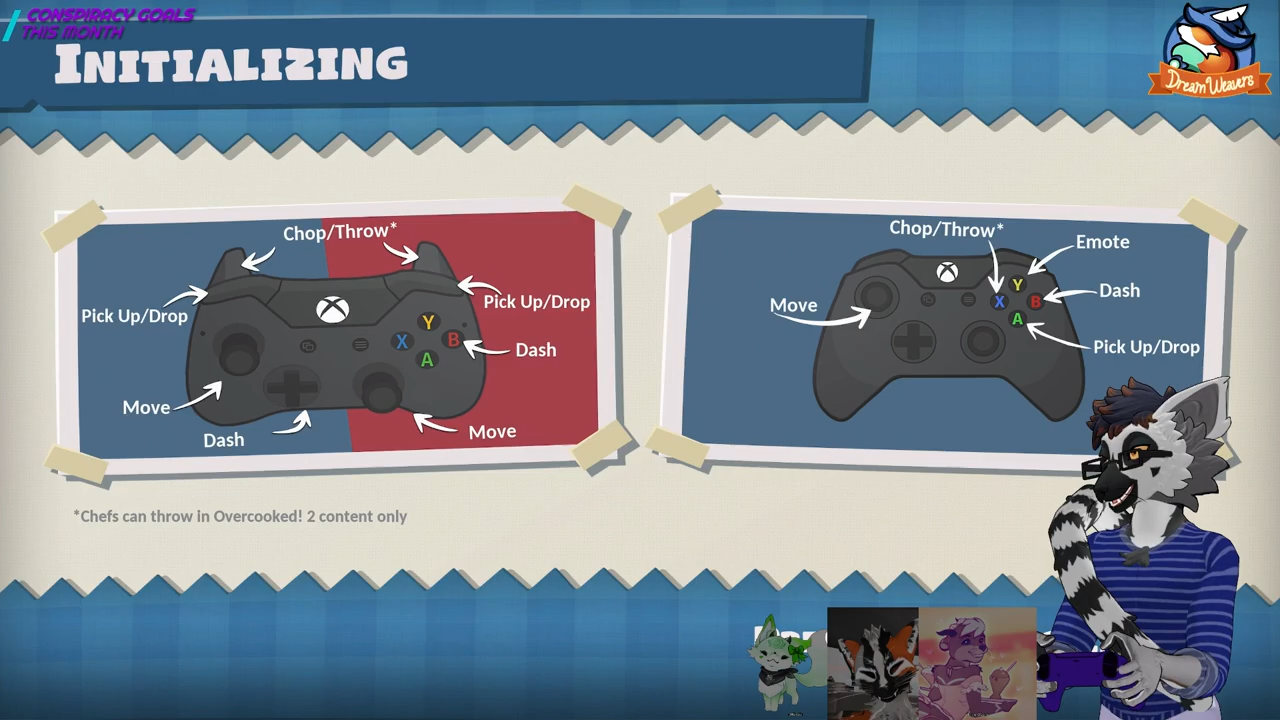 CONSPIRACY GOALS
THIS MONTH
INITIALIZING
DreamWeavers
Chop/Throw*
Pick Up/Drop
Pick Up/Drop
Y
X
B
A
Dash
Move
Dash
Move
Chop/Throw*
Emote
Y
X
B
A
Dash
Move
Pick Up/Drop
*Chefs can throw in Overcooked! 2 content only